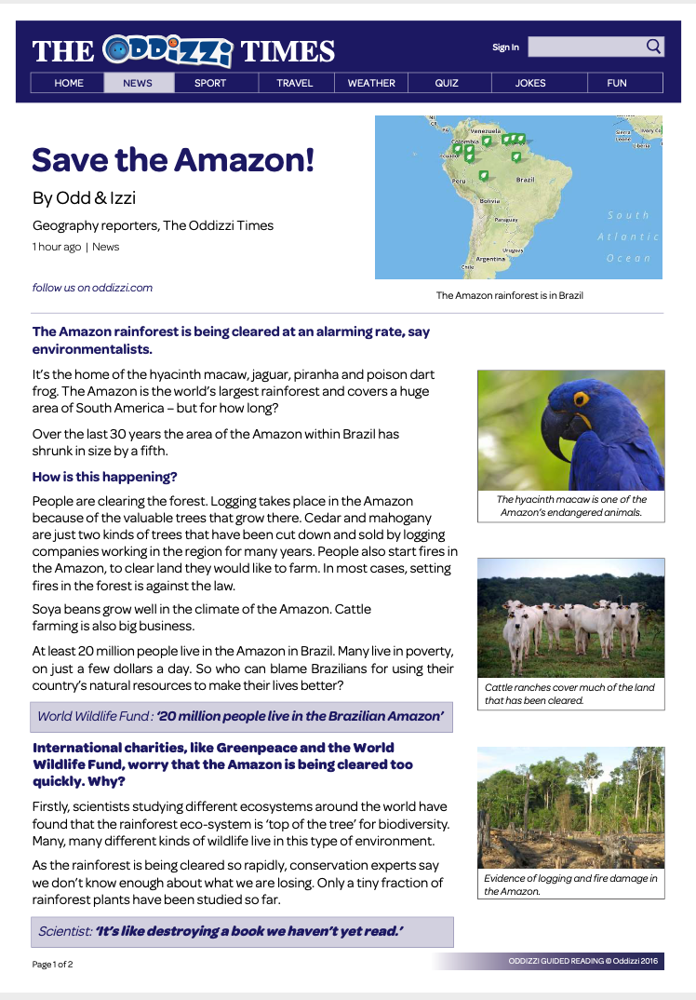 THE ODDiZZi TIMES
Sign In
HOME
NEWS
SPORT
TRAVEL
WEATHER
QUIZ
JOKES
FUN
Save the Amazon!
By Odd & Izzi
Geography reporters, The Oddizzi Times
1 hour ago | News
follow us on oddizzi.com
NI
CR
PA
Venezuela
Colombia
Ecuador
Peru
Brazil
Bolivia
Paraguay
Uruguay
Argentina
Chile
Sierra
Leone
Ivory Co
Liberia
South
Atlantic
Ocean
The Amazon rainforest is in Brazil
The Amazon rainforest is being cleared at an alarming rate, say
environmentalists.
It's the home of the hyacinth macaw, jaguar, piranha and poison dart
frog. The Amazon is the world's largest rainforest and covers a huge
area of South America – but for how long?
Over the last 30 years the area of the Amazon within Brazil has
shrunk in size by a fifth.
How is this happening?
People are clearing the forest. Logging takes place in the Amazon
because of the valuable trees that grow there. Cedar and mahogany
are just two kinds of trees that have been cut down and sold by logging
companies working in the region for many years. People also start fires in
the Amazon, to clear land they would like to farm. In most cases, setting
fires in the forest is against the law.
Soya beans grow well in the climate of the Amazon. Cattle
farming is also big business.
At least 20 million people live in the Amazon in Brazil. Many live in poverty,
on just a few dollars a day. So who can blame Brazilians for using their
country's natural resources to make their lives better?
World Wildlife Fund : '20 million people live in the Brazilian Amazon'
International charities, like Greenpeace and the World
Wildlife Fund, worry that the Amazon is being cleared too
quickly. Why?
Firstly, scientists studying different ecosystems around the world have
found that the rainforest eco-system is 'top of the tree' for biodiversity.
Many, many different kinds of wildlife live in this type of environment.
As the rainforest is being cleared so rapidly, conservation experts say
we don't know enough about what we are losing. Only a tiny fraction of
rainforest plants have been studied so far.
Scientist: 'It's like destroying a book we haven't yet read.'
The hyacinth macaw is one of the
Amazon's endangered animals.
Cattle ranches cover much of the land
that has been cleared.
Evidence of logging and fire damage in
the Amazon.
Page 1 of 2
ODDIZZI GUIDED READING © Oddizzi 2016